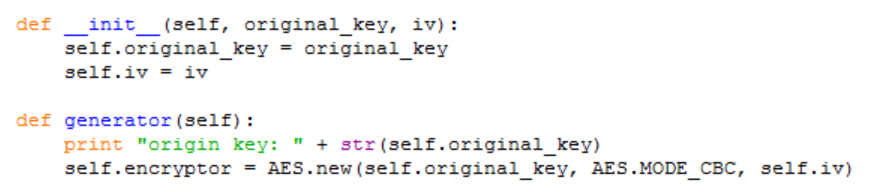 def __init__(self, original_key, iv):
    self.original_key = original_key
    self.iv = iv

def generator(self):
    print "origin key: " + str(self.original_key)
    self.encryptor = AES.new(self.original_key, AES.MODE_CBC, self.iv)